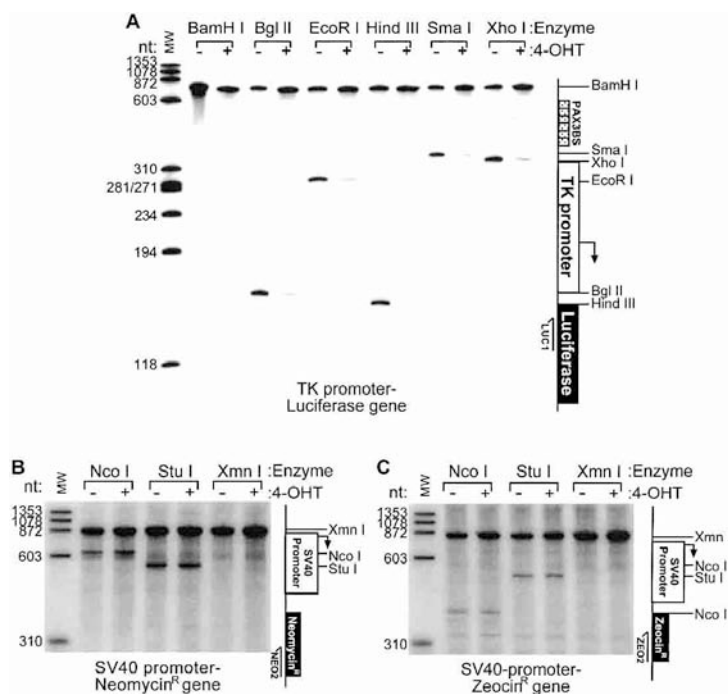 A
BamH I Bgl II EcoR I Hind III Sma I Xho I :Enzyme
nt: MW - + - + - + - + - + - + :4-OHT
1353
1078
872
603
310
281/271
234
194
118
BamH I
PAX3BS
Sma I
Xho I
EcoR I
TK promoter
Bgl II
Hind III
LUC1
Luciferase
TK promoter-
Luciferase gene
B
Nco I Stu I Xmn I :Enzyme
nt: MW - + - + - + :4-OHT
1353
1078
872
603
310
Xmn I
SV40
Promoter
Nco I
Stu I
NEO2
Neomycinᴿ
SV40 promoter-
Neomycinᴿ gene
C
Nco I Stu I Xmn I :Enzyme
nt: MW - + - + - + :4-OHT
1353
1078
872
603
310
Xmn
SV40
Promoter
Nco I
Stu I
Nco I
ZEO2
Zeocinᴿ
SV40-promoter-
Zeocinᴿ gene